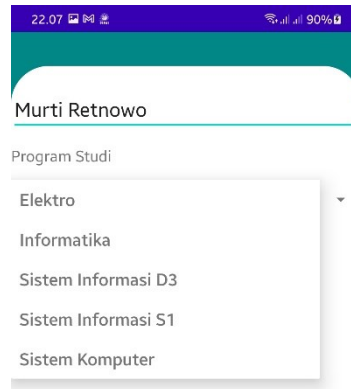 22.07 90%
Murti Retnowo
Program Studi
Elektro
Informatika
Sistem Informasi D3
Sistem Informasi S1
Sistem Komputer